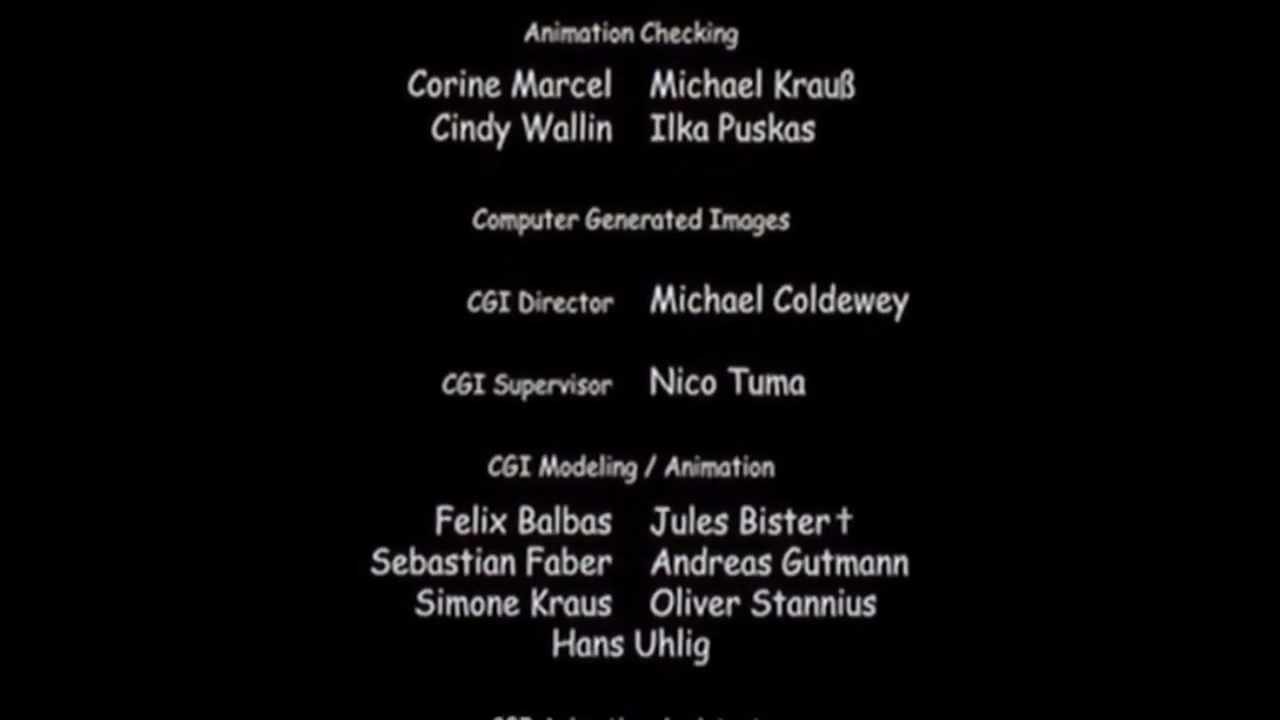 Animation Checking
Corine Marcel Michael Krauß
Cindy Wallin Ilka Puskas
Computer Generated Images
CGI Director Michael Coldewey
CGI Supervisor Nico Tuma
CGI Modeling / Animation
Felix Balbas Jules Bister †
Sebastian Faber Andreas Gutmann
Simone Kraus Oliver Stannius
Hans Uhlig